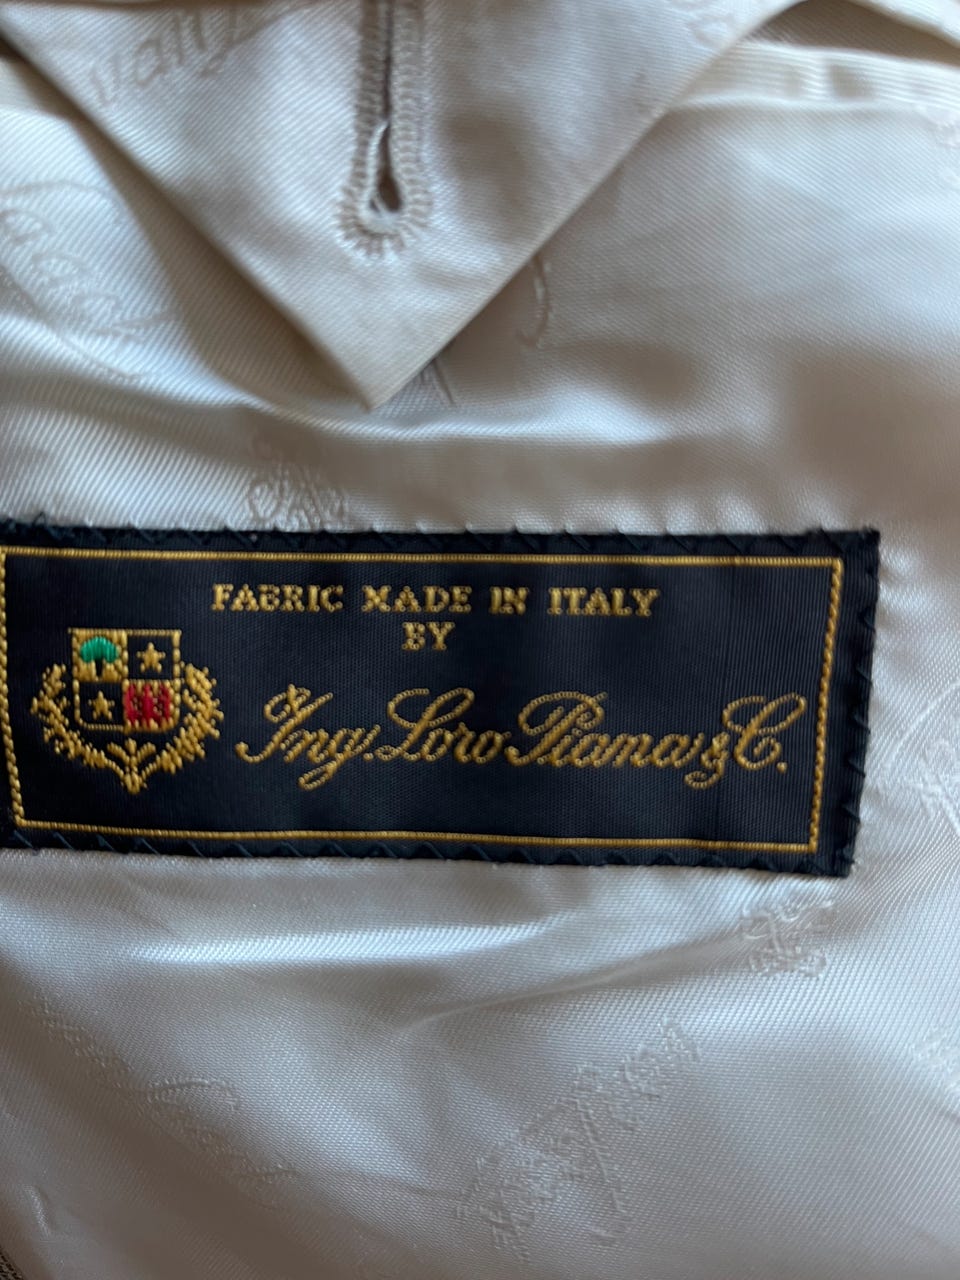 FABRIC MADE IN ITALY
BY
Ing. Loro Piana & C.